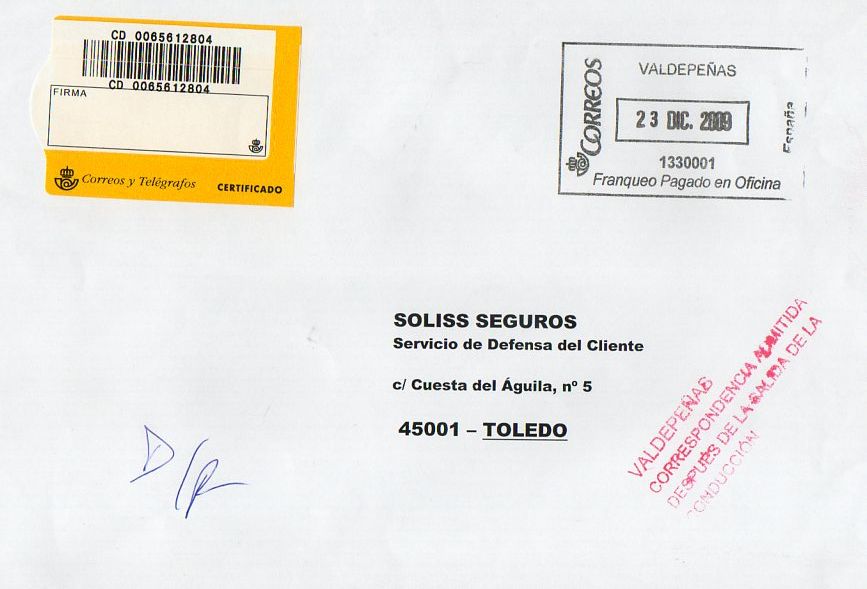 CD 0065612804
CD 0065612804
FIRMA
Correos y Telégrafos
CERTIFICADO
CORREOS
VALDEPEÑAS
23 DIC. 2009
1330001
Franqueo Pagado en Oficina
España
SOLISS SEGUROS
Servicio de Defensa del Cliente
c/ Cuesta del Águila, nº 5
45001 – TOLEDO
VALDEPEÑAS
CORRESPONDENCIA ADMITIDA
DESPUÉS DE LA SALIDA DE LA
CONDUCCIÓN